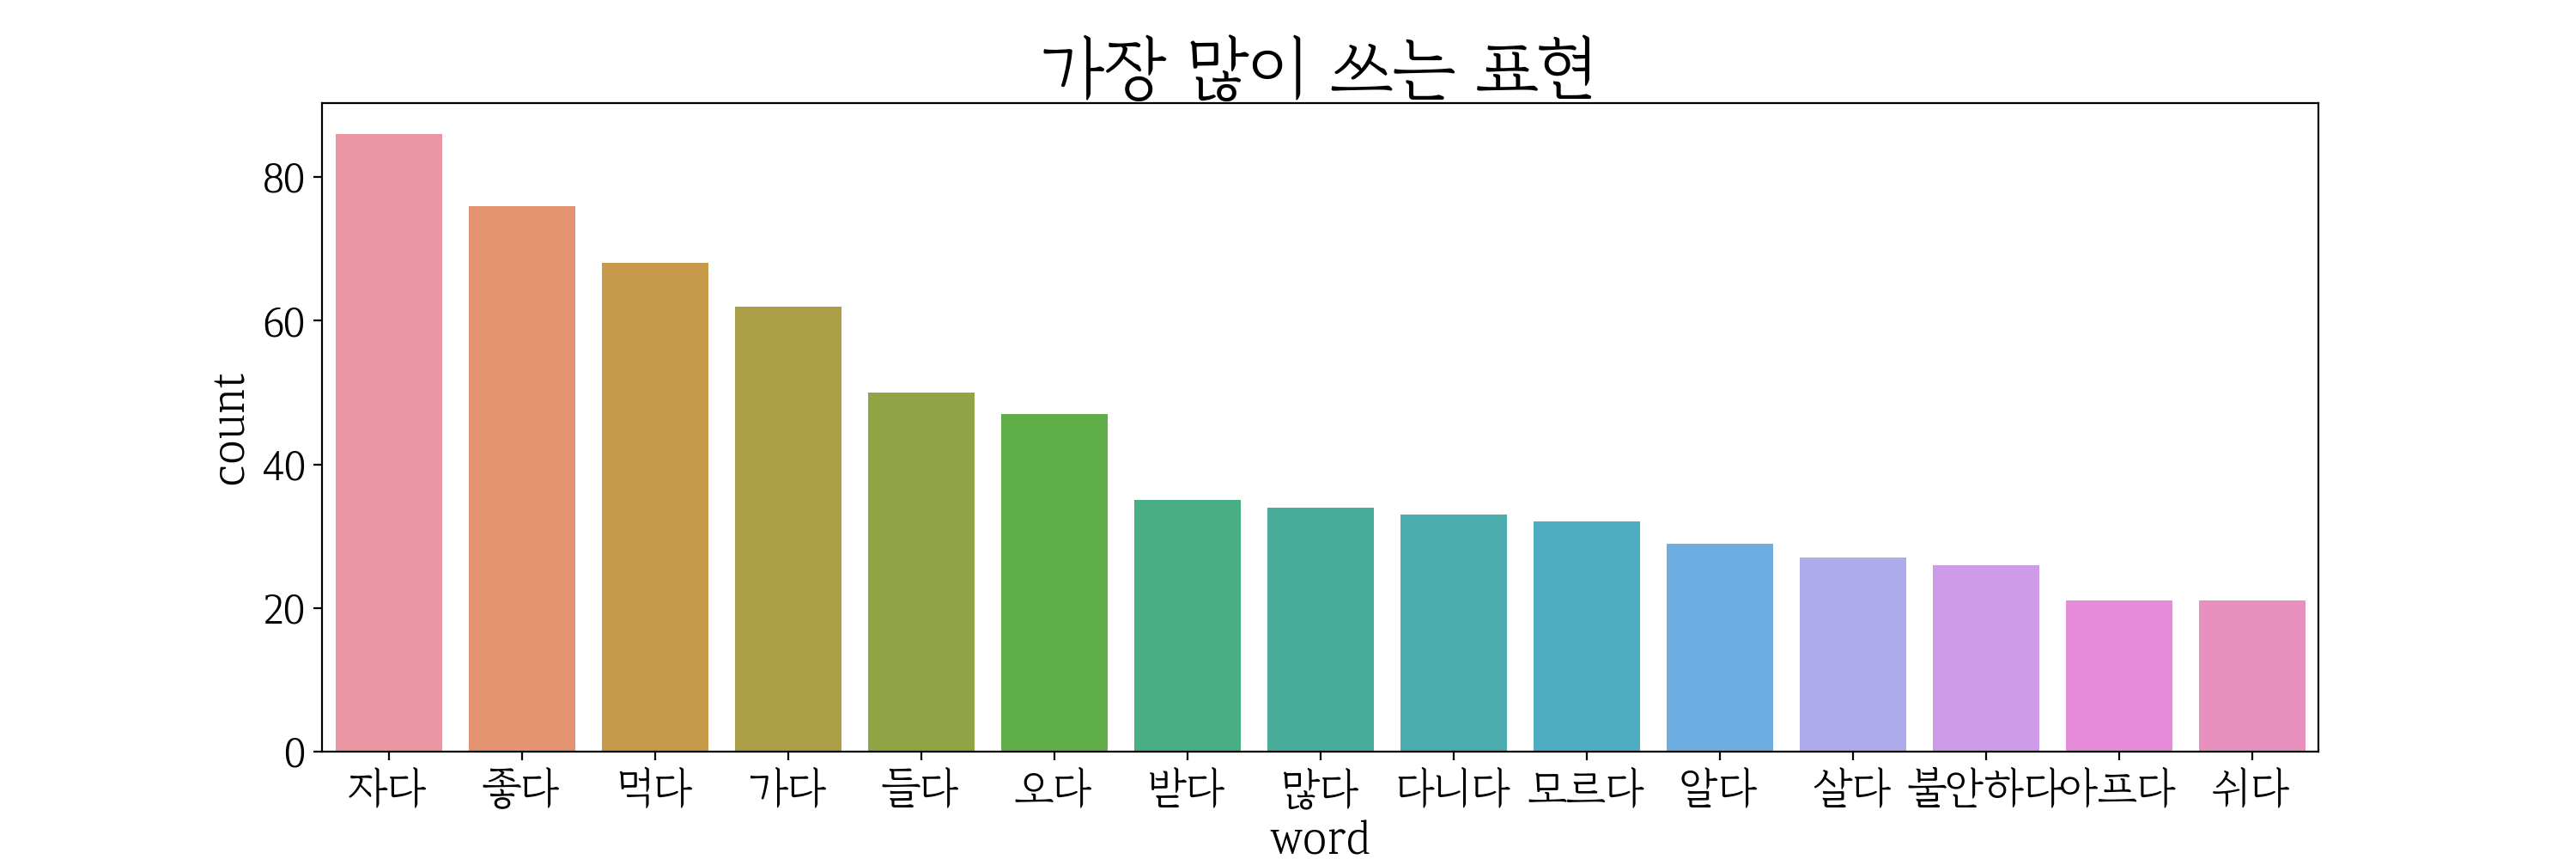 가장 많이 쓰는 표현
count
80
60
40
20
0
자다 좋다 먹다 가다 들다 오다 받다 많다 다니다 모르다 알다 살다 불안하다 아프다 쉬다
word